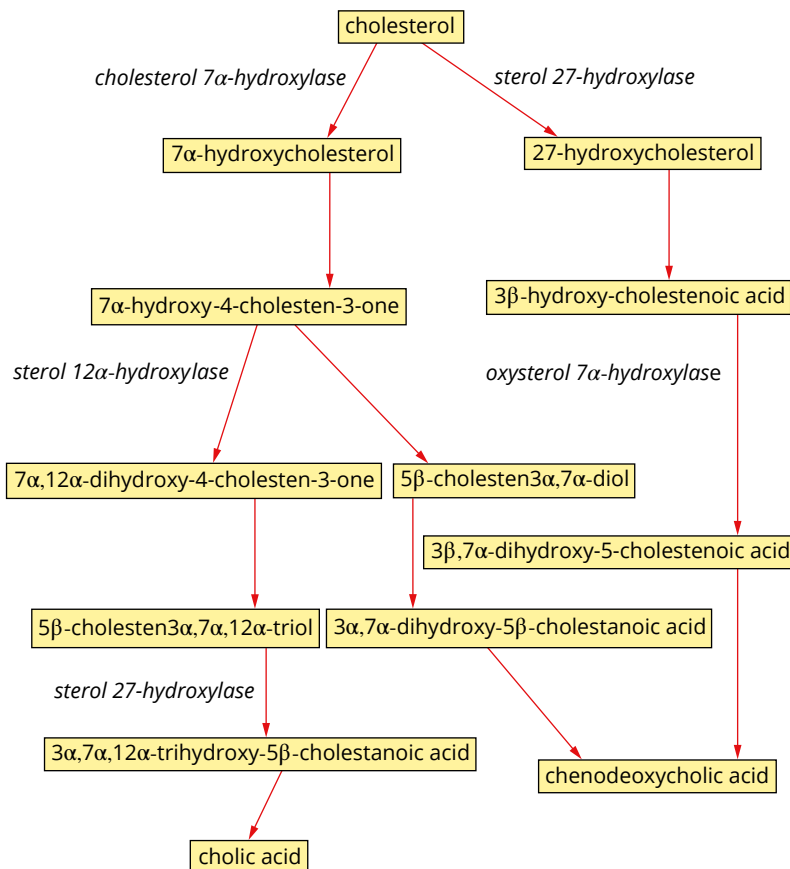 cholesterol
cholesterol 7α-hydroxylase
sterol 27-hydroxylase
7α-hydroxycholesterol
27-hydroxycholesterol
7α-hydroxy-4-cholesten-3-one
3β-hydroxy-cholestenoic acid
sterol 12α-hydroxylase
oxysterol 7α-hydroxylase
7α,12α-dihydroxy-4-cholesten-3-one
5β-cholesten3α,7α-diol
3β,7α-dihydroxy-5-cholestenoic acid
5β-cholesten3α,7α,12α-triol
3α,7α-dihydroxy-5β-cholestanoic acid
sterol 27-hydroxylase
3α,7α,12α-trihydroxy-5β-cholestanoic acid
chenodeoxycholic acid
cholic acid